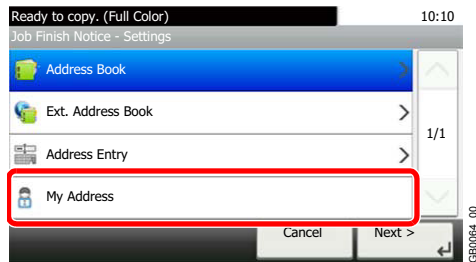 Ready to copy. (Full Color) 10:10
Job Finish Notice - Settings
Address Book
Ext. Address Book
1/1
Address Entry
My Address
Cancel Next >
GB0064_00